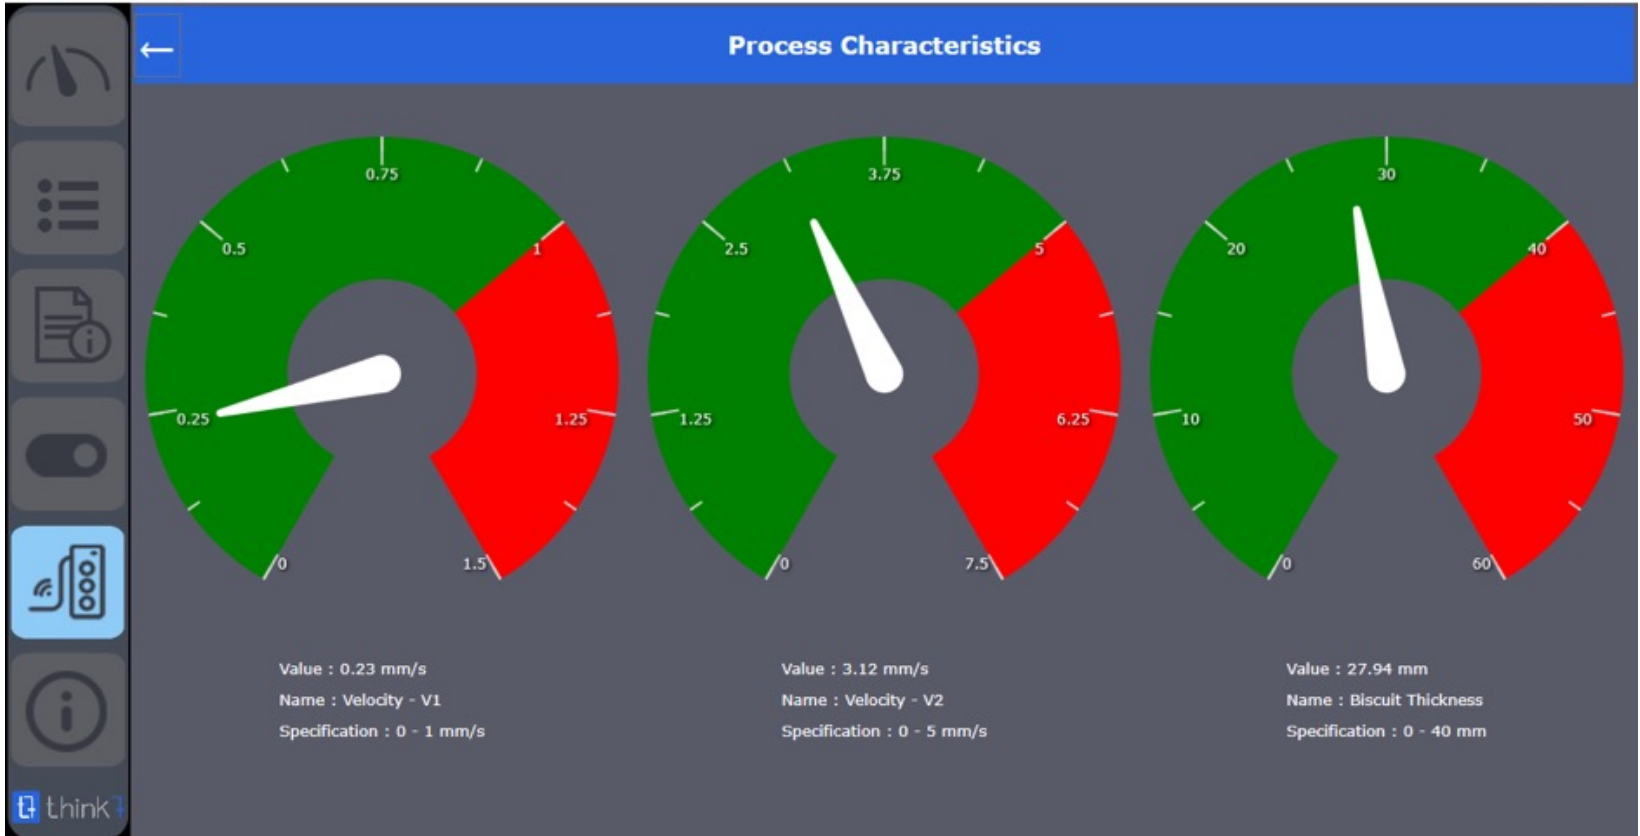 Process Characteristics
0
0.25
0.5
0.75
1
1.25
1.5
Value : 0.23 mm/s
Name : Velocity - V1
Specification : 0 - 1 mm/s
0
1.25
2.5
3.75
5
6.25
7.5
Value : 3.12 mm/s
Name : Velocity - V2
Specification : 0 - 5 mm/s
0
10
20
30
40
50
60
Value : 27.94 mm
Name : Biscuit Thickness
Specification : 0 - 40 mm
think